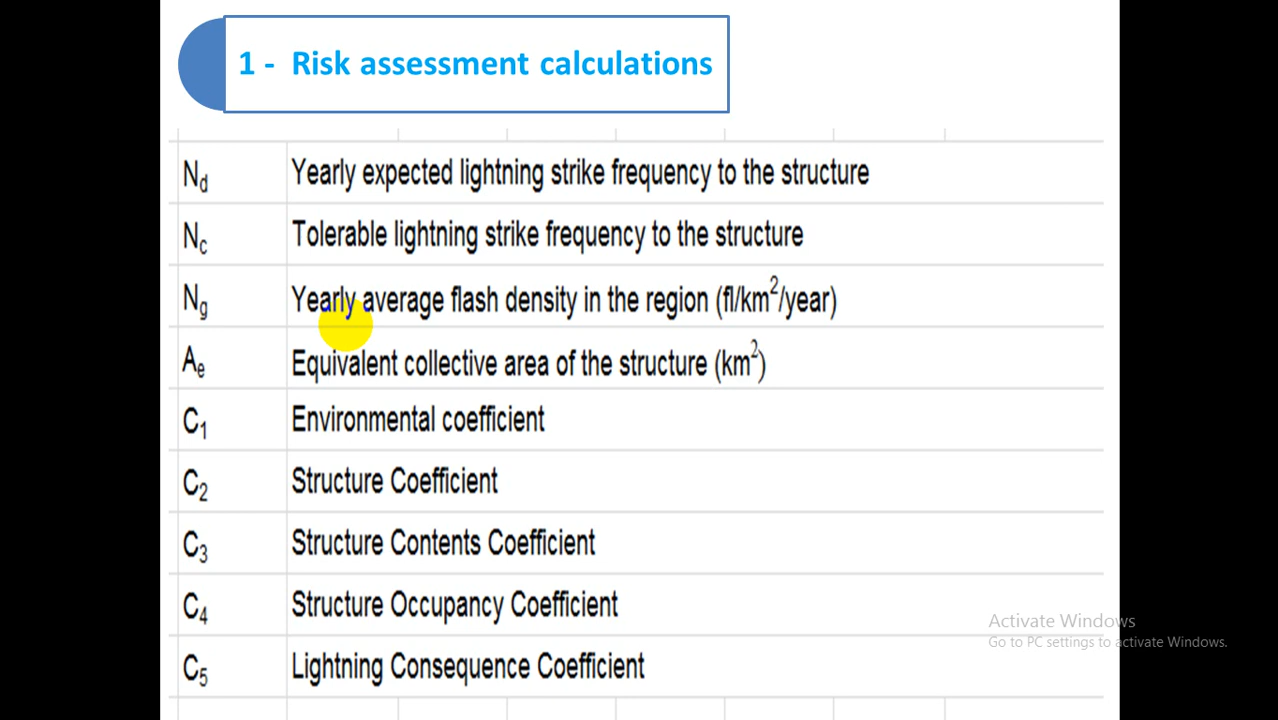 1 - Risk assessment calculations
Nd Yearly expected lightning strike frequency to the structure
Nc Tolerable lightning strike frequency to the structure
Ng Yearly average flash density in the region (fl/km²/year)
Ae Equivalent collective area of the structure (km²)
C1 Environmental coefficient
C2 Structure Coefficient
C3 Structure Contents Coefficient
C4 Structure Occupancy Coefficient
C5 Lightning Consequence Coefficient
Activate Windows
Go to PC settings to activate Windows.